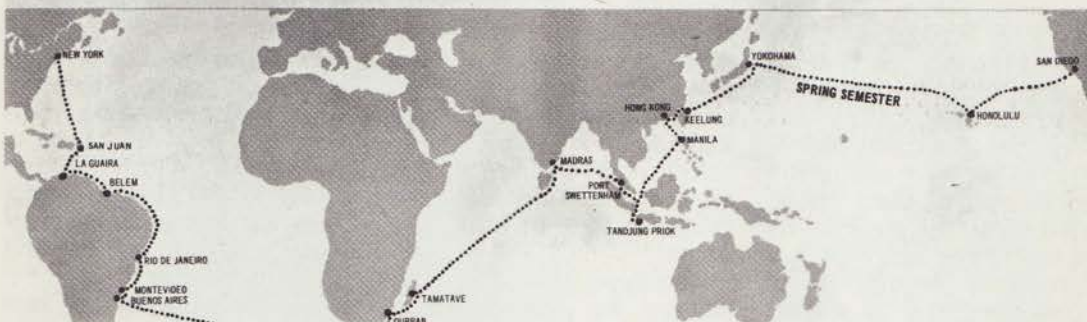 NEW YORK
SAN JUAN
LA GUAIRA
BELEM
RIO DE JANEIRO
MONTEVIDEO
BUENOS AIRES
DURBAN
TAMATAVE
MADRAS
PORT
SWETTENHAM
TANDJUNG PRIOK
MANILA
HONG KONG
KEELUNG
YOKOHAMA
SPRING SEMESTER
HONOLULU
SAN DIEGO